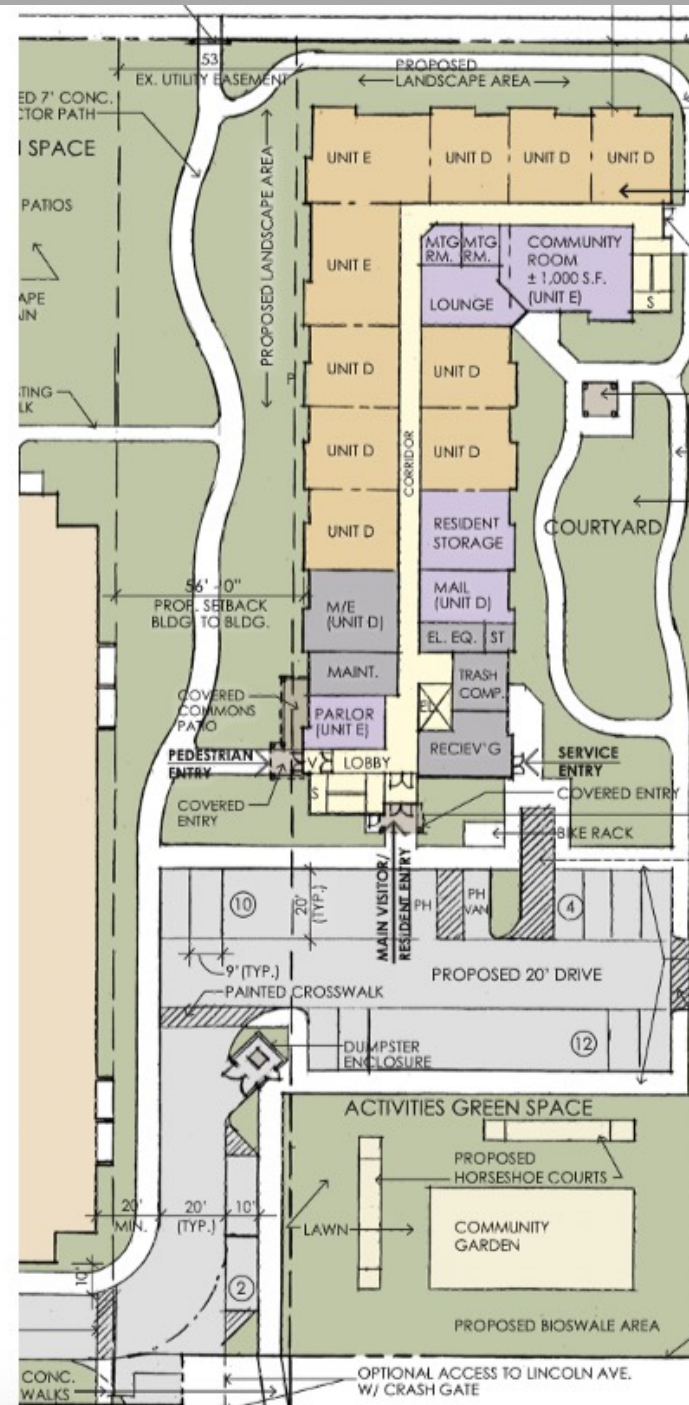 53'
EX. UTILITY EASEMENT
PROPOSED
LANDSCAPE AREA
ED 7' CONC.
CTOR PATH
SPACE
PATIOS
APE
AIN
STING
LK
PROPOSED LANDSCAPE AREA
UNIT E
UNIT D
UNIT D
UNIT D
UNIT E
MTG
RM.
MTG
RM.
COMMUNITY
ROOM
± 1,000 S.F.
(UNIT E)
LOUNGE
S
UNIT D
UNIT D
P
UNIT D
UNIT D
CORRIDOR
UNIT D
RESIDENT
STORAGE
COURTYARD
56' - 0"
PROP. SETBACK
BLDG. TO BLDG.
M/E
(UNIT D)
MAIL
(UNIT D)
EL. EQ.
ST
MAINT.
TRASH
COMP.
EL
COVERED
COMMONS
PATIO
PARLOR
(UNIT E)
RECIEV'G
PEDESTRIAN
ENTRY
V
LOBBY
SERVICE
ENTRY
COVERED
ENTRY
S
COVERED ENTRY
BIKE RACK
MAIN VISITOR/
RESIDENT ENTRY
10
20'
(TYP.)
PH
PH
VAN
4
9' (TYP.)
PROPOSED 20' DRIVE
PAINTED CROSSWALK
DUMPSTER
ENCLOSURE
12
ACTIVITIES GREEN SPACE
PROPOSED
HORSESHOE COURTS
20'
MIN.
20'
(TYP.)
10'
LAWN
COMMUNITY
GARDEN
10'
2
PROPOSED BIOSWALE AREA
CONC.
WALKS
OPTIONAL ACCESS TO LINCOLN AVE.
W/ CRASH GATE